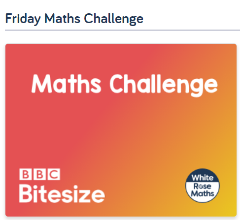 Friday Maths Challenge
Maths Challenge
BBC
Bitesize
White
Rose
Maths